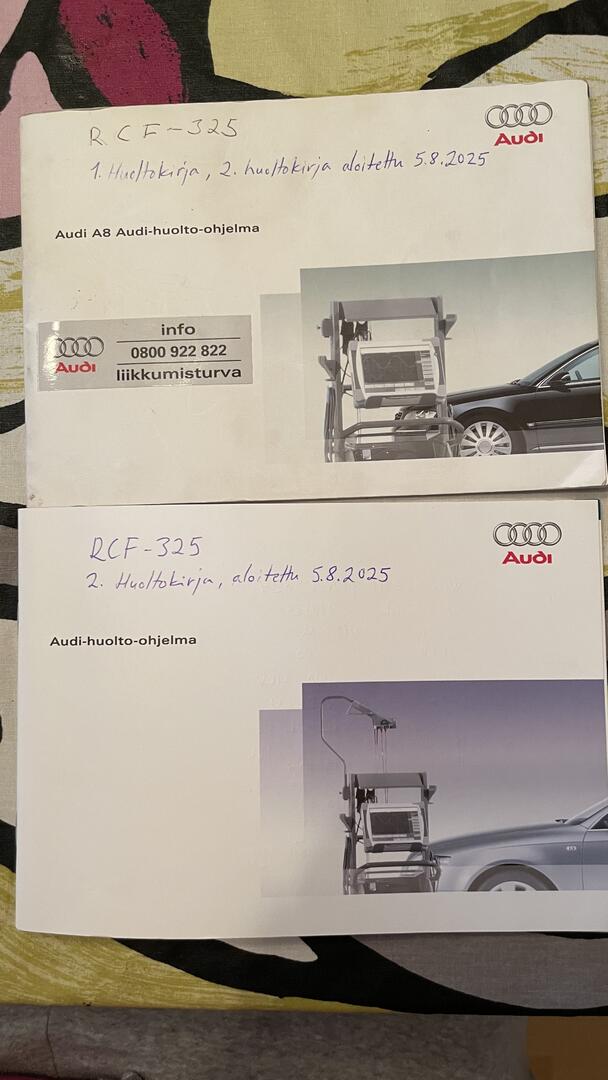 RCF-325
1. Huoltokirja, 2. huoltokirja aloitettu 5.8.2025
Audi
Audi A8 Audi-huolto-ohjelma
info
0800 922 822
liikkumisturva
Audi
RCF-325
2. Huoltokirja, aloitettu 5.8.2025
Audi
Audi-huolto-ohjelma